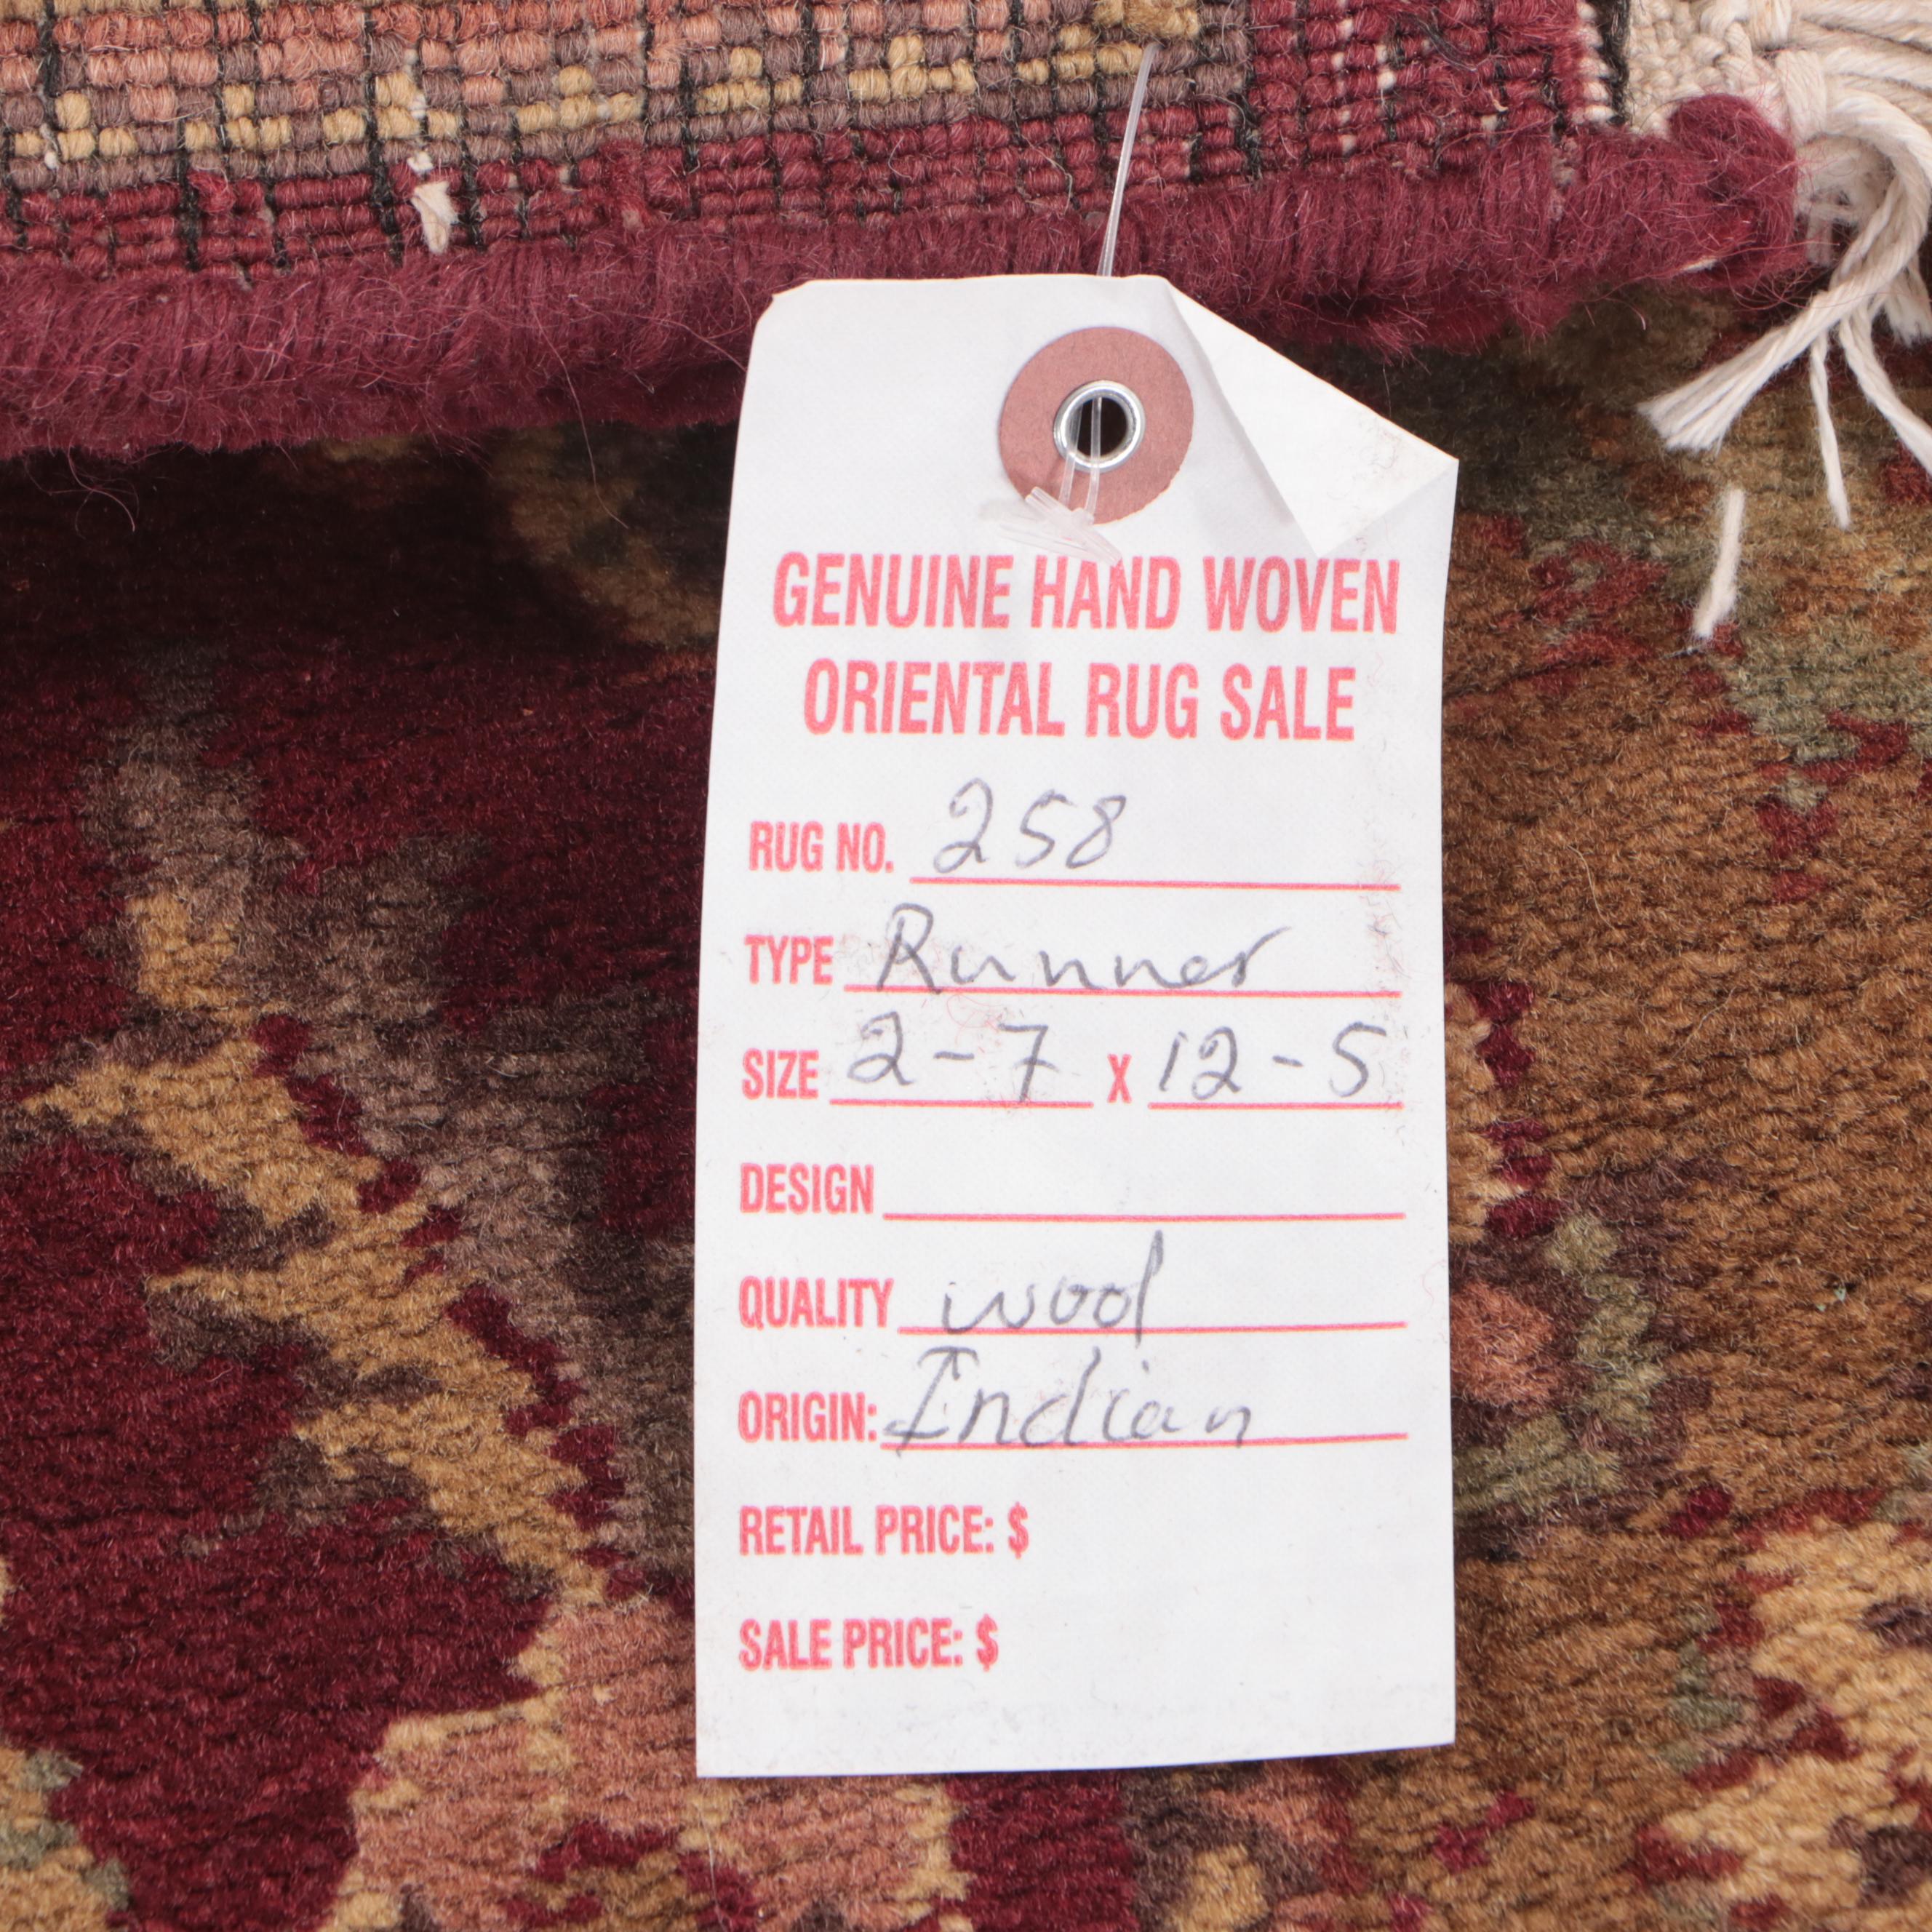 GENUINE HAND WOVEN
ORIENTAL RUG SALE
RUG NO. 258
TYPE Runner
SIZE 2-7 x 12-5
DESIGN
QUALITY wool
ORIGIN: Indian
RETAIL PRICE: $
SALE PRICE: $